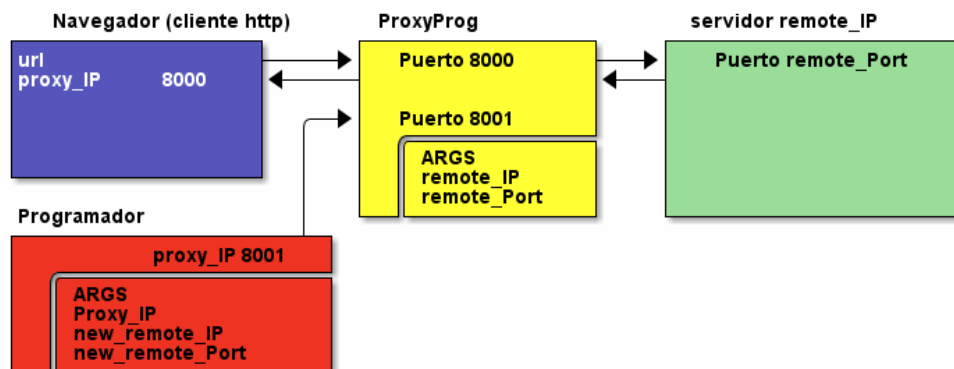 Navegador (cliente http)
ProxyProg
servidor remote_IP
url
proxy_IP 8000
Puerto 8000
Puerto remote_Port
Puerto 8001
ARGS
remote_IP
remote_Port
Programador
proxy_IP 8001
ARGS
Proxy_IP
new_remote_IP
new_remote_Port